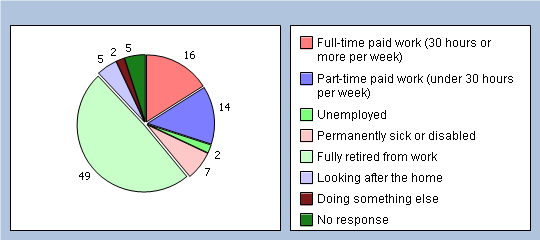 5
2
5
16
14
2
7
49
Full-time paid work (30 hours or
more per week)
Part-time paid work (under 30 hours
per week)
Unemployed
Permanently sick or disabled
Fully retired from work
Looking after the home
Doing something else
No response